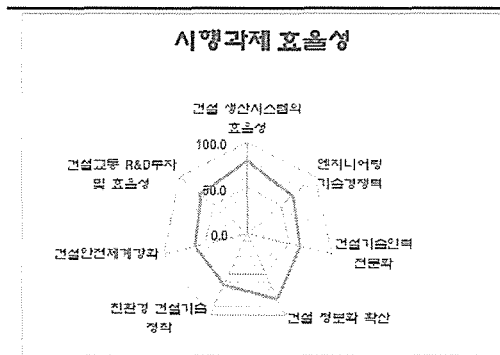 시행과제 효율성
건설 생산시스템의
효율성
100.0
건설교통 R&D투자
및 효율성
엔지니어링
기술경쟁력
50.0
0.0
건설기술인력
전문화
건설안전체계강화
친환경 건설기술
정착
건설 정보화 확산